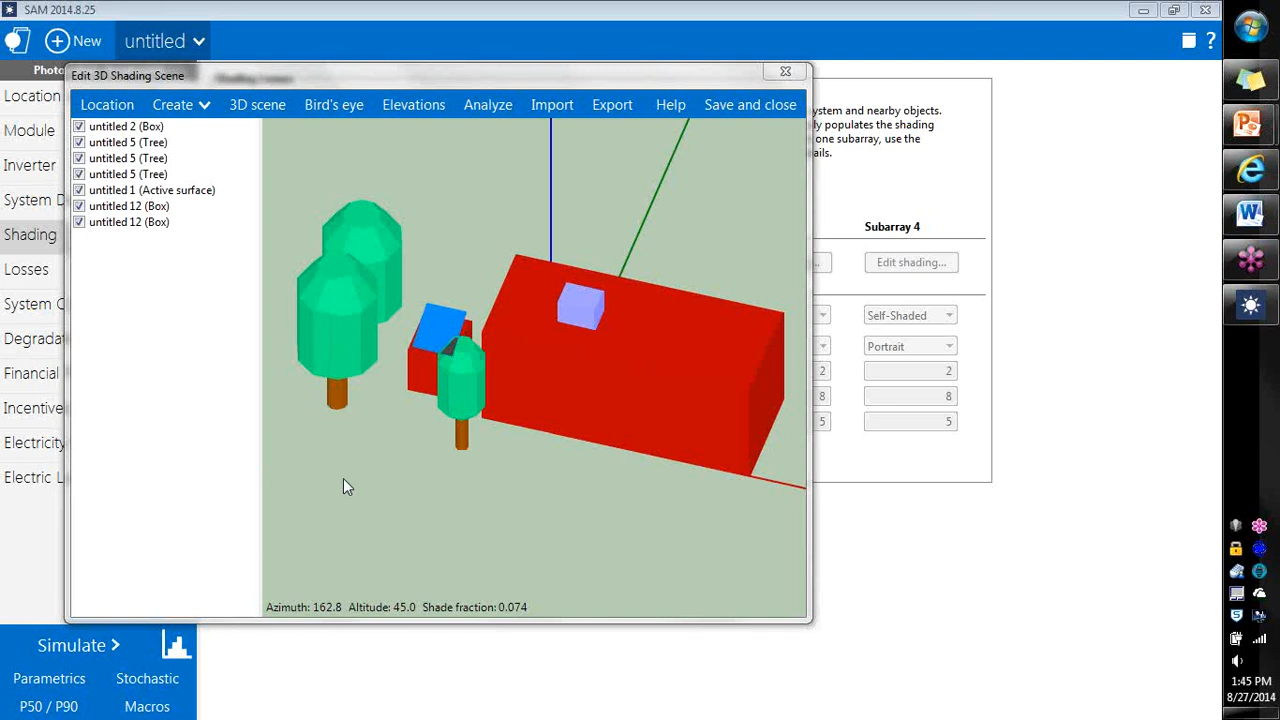 SAM 2014.8.25
New
untitled
Photo
Edit 3D Shading Scene
Location
Create
3D scene
Bird's eye
Elevations
Analyze
Import
Export
Help
Save and close
untitled 2 (Box)
untitled 5 (Tree)
untitled 5 (Tree)
untitled 5 (Tree)
untitled 1 (Active surface)
untitled 12 (Box)
untitled 12 (Box)
Azimuth: 162.8 Altitude: 45.0 Shade fraction: 0.074
Location
Module
Inverter
System D
Shading
Losses
System C
Degrada
Financial
Incentive
Electricity
Electric L
ystem and nearby objects.
ly populates the shading
one subarray, use the
ails.
Subarray 4
...
Edit shading...
Self-Shaded
Portrait
2
2
8
8
5
5
Simulate >
Parametrics
Stochastic
P50 / P90
Macros
1:45 PM
8/27/2014